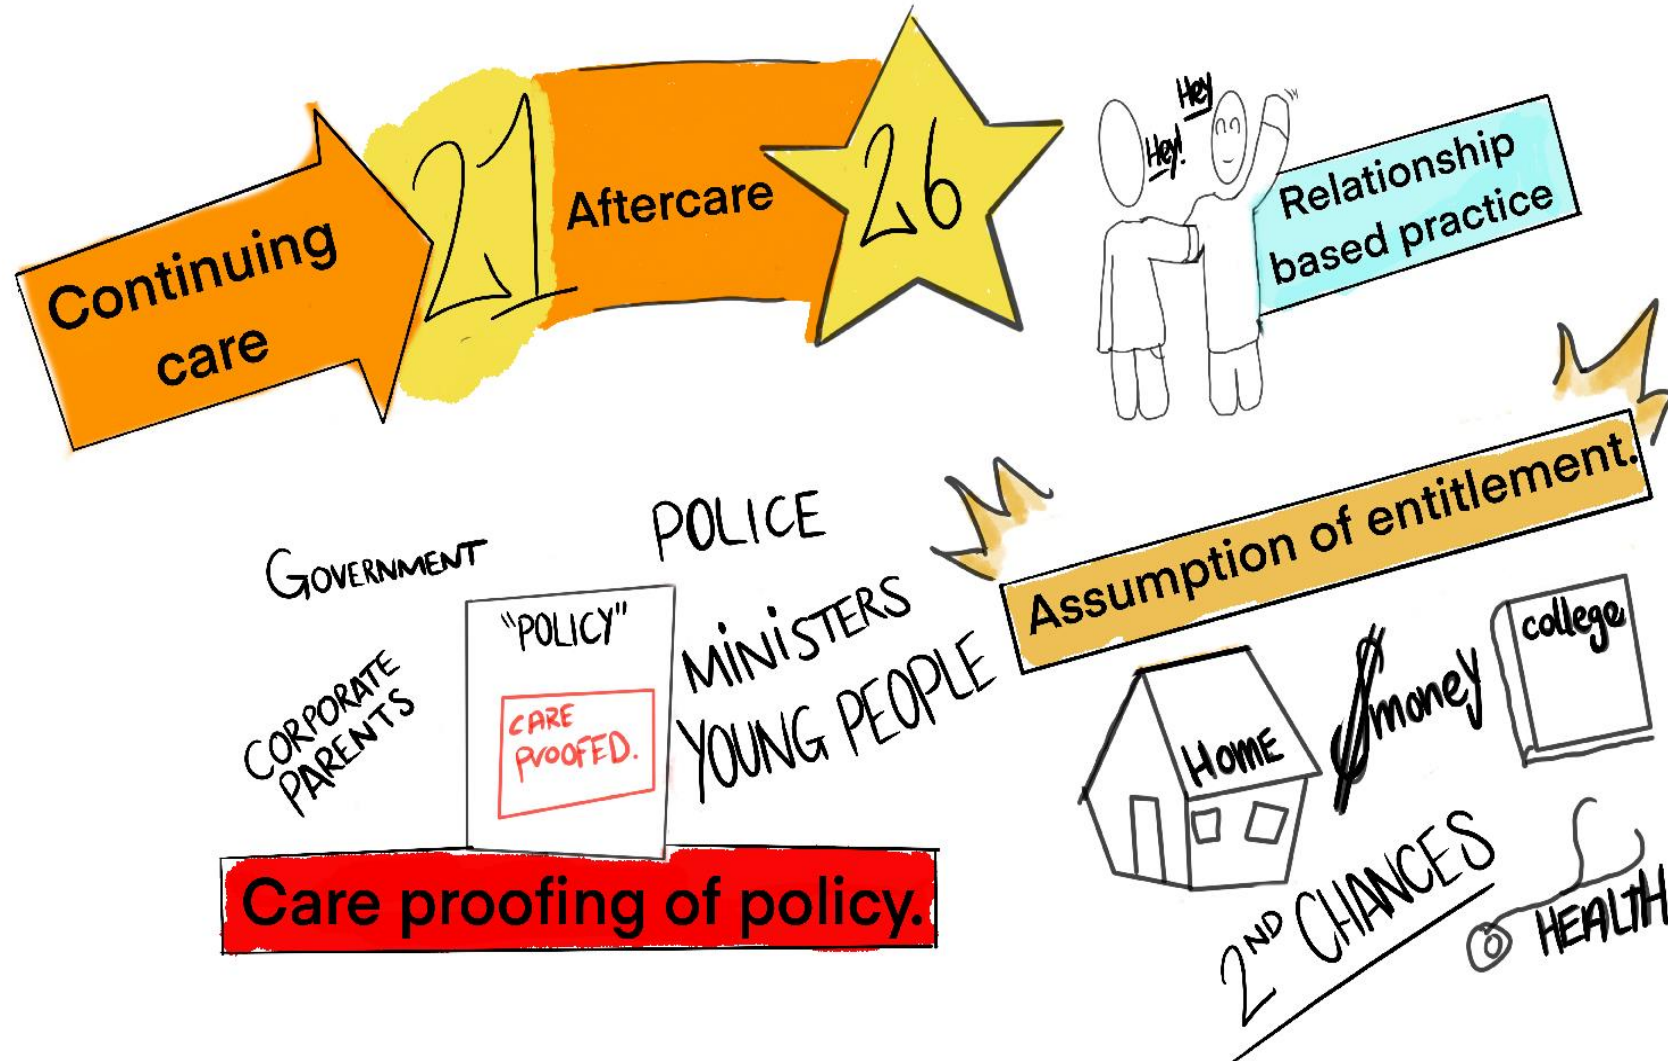 Continuing
care
21
Aftercare
26
Hey
Hey!
Relationship
based practice
GOVERNMENT
POLICE
CORPORATE
PARENTS
"POLICY"
CARE
PROOFED.
MINISTERS
YOUNG PEOPLE
Care proofing of policy.
Assumption of entitlement.
HOME
$money
college
2ND CHANCES
HEALTH